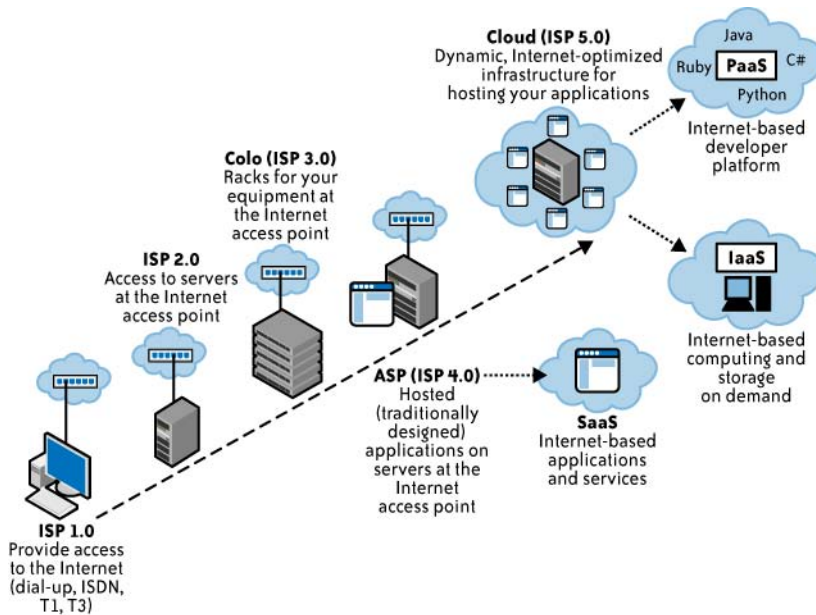 Cloud (ISP 5.0)
Dynamic, Internet-optimized
infrastructure for
hosting your applications
Java
Ruby
PaaS
C#
Python
Internet-based
developer
platform
Colo (ISP 3.0)
Racks for your
equipment at
the Internet
access point
ISP 2.0
Access to servers
at the Internet
access point
IaaS
Internet-based
computing and
storage
on demand
ASP (ISP 4.0)
Hosted
(traditionally
designed)
applications on
servers at the
Internet
access point
SaaS
Internet-based
applications
and services
ISP 1.0
Provide access
to the Internet
(dial-up, ISDN,
T1, T3)